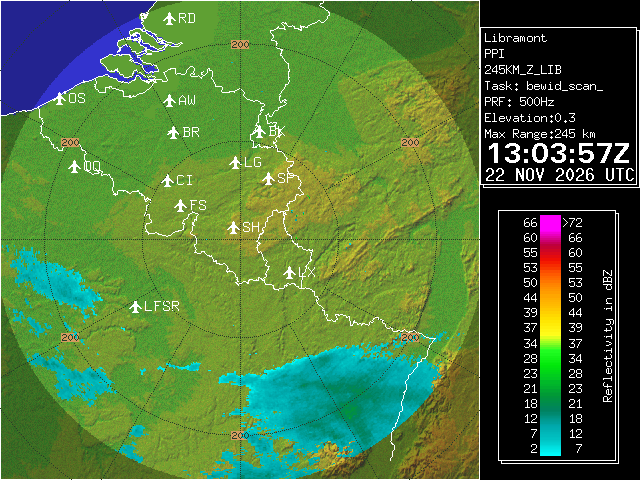 RD
200
OS
AW
BR
BK
200
200
QQ
LG
CI
SP
FS
SH
LX
LFSR
200
200
200
Libramont
PPI
245KM_Z_LIB
Task: bewid_scan_
PRF: 500Hz
Elevation:0.3
Max Range:245 km
13:03:57Z
22 NOV 2026 UTC
66 >72
60 66
55 60
53 55
50 53
44 50
39 44
37 39
34 37
28 34
23 28
21 23
18 21
12 18
7 12
2 7
Reflectivity in dBZ